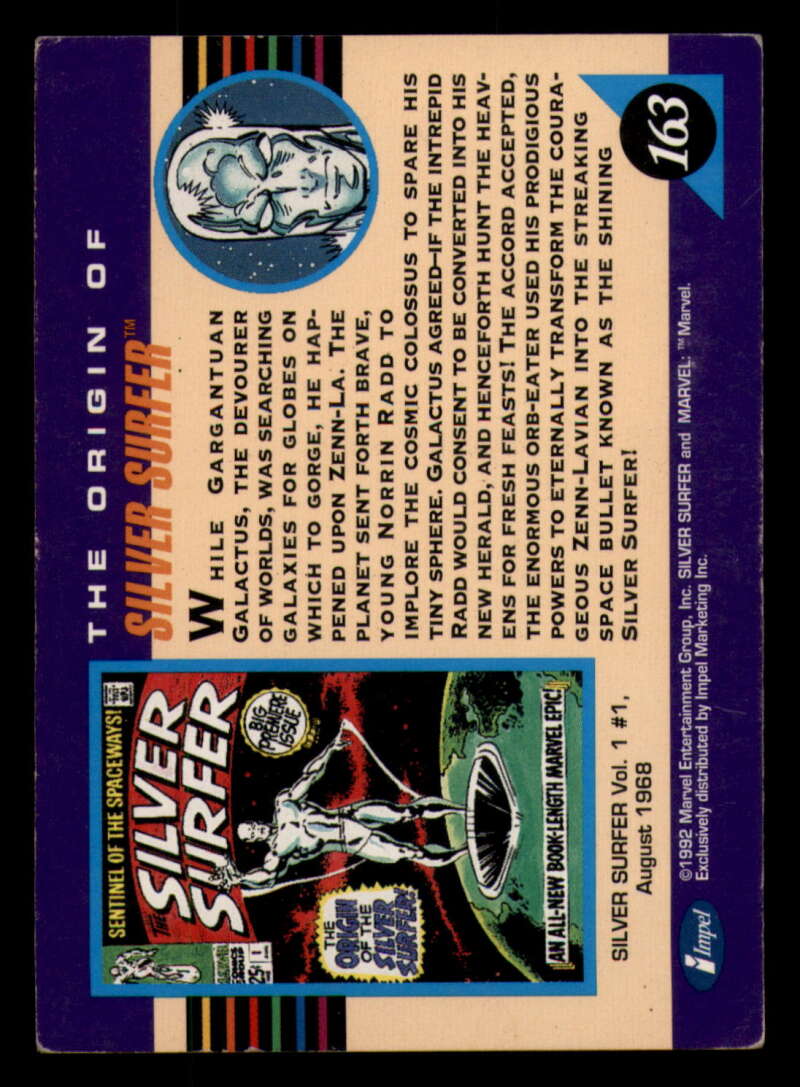 THE ORIGIN OF
SILVER SURFER™
WHILE GARGANTUAN
GALACTUS, THE DEVOURER
OF WORLDS, WAS SEARCHING
GALAXIES FOR GLOBES ON
WHICH TO GORGE, HE HAP-
PENED UPON ZENN-LA. THE
PLANET SENT FORTH BRAVE,
YOUNG NORRIN RADD TO
IMPLORE THE COSMIC COLOSSUS TO SPARE HIS
TINY SPHERE. GALACTUS AGREED—IF THE INTREPID
RADD WOULD CONSENT TO BE CONVERTED INTO HIS
NEW HERALD, AND HENCEFORTH HUNT THE HEAV-
ENS FOR FRESH FEASTS! THE ACCORD ACCEPTED,
THE ENORMOUS ORB-EATER USED HIS PRODIGIOUS
POWERS TO ETERNALLY TRANSFORM THE COURA-
GEOUS ZENN-LAVIAN INTO THE STREAKING
SPACE BULLET KNOWN AS THE SHINING
SILVER SURFER!
163
SENTINEL OF THE SPACEWAYS!
THE
SILVER
SURFER
COMICS
GROUP
25¢
1
BIG
PREMIERE
ISSUE
THE
ORIGIN
OF THE
SILVER
SURFER!
AN ALL-NEW BOOK-LENGTH MARVEL EPIC!
SILVER SURFER Vol. 1 #1,
August 1968
Impel
©1992 Marvel Entertainment Group, Inc. SILVER SURFER and MARVEL: ™ Marvel.
Exclusively distributed by Impel Marketing Inc.